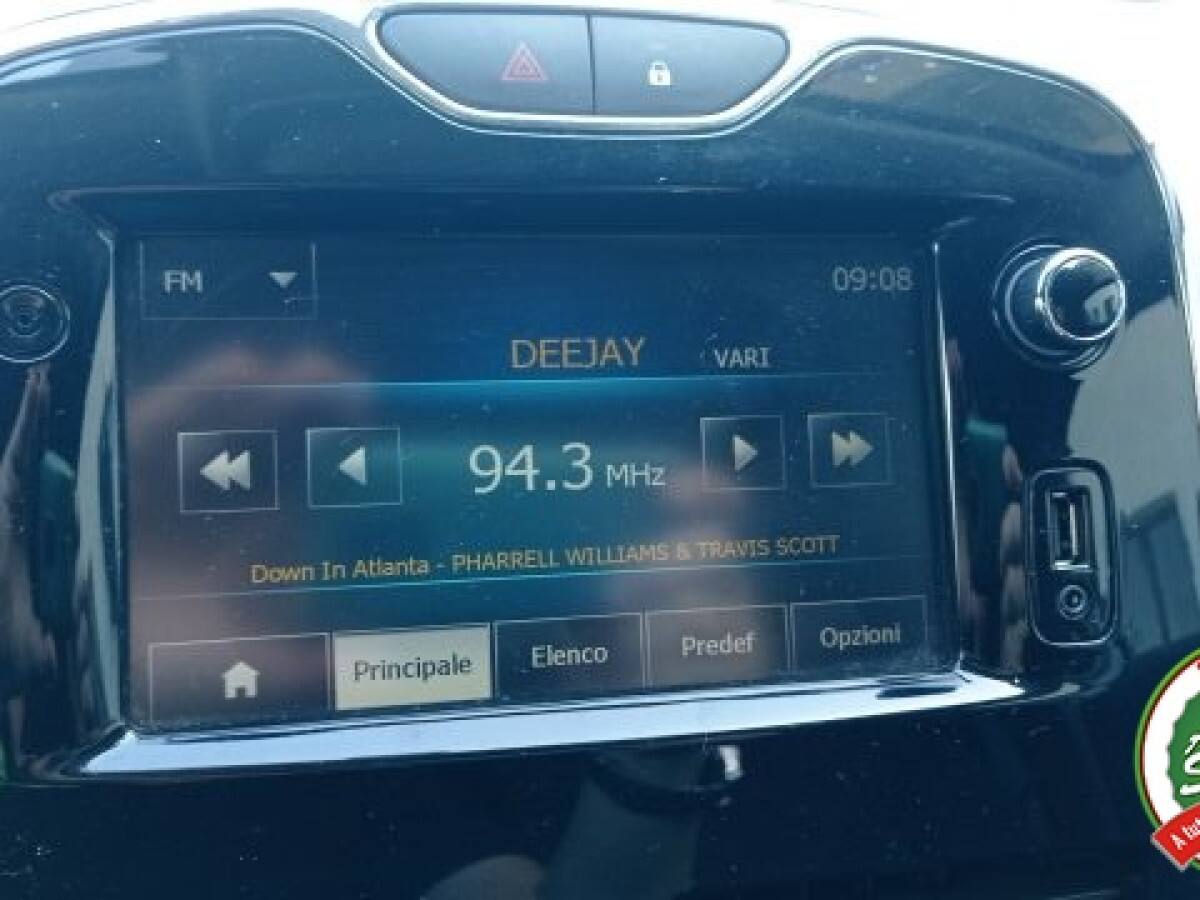 FM
09:08
DEEJAY VARI
94.3 MHz
Down In Atlanta - PHARRELL WILLIAMS & TRAVIS SCOTT
Principale Elenco Predef Opzioni